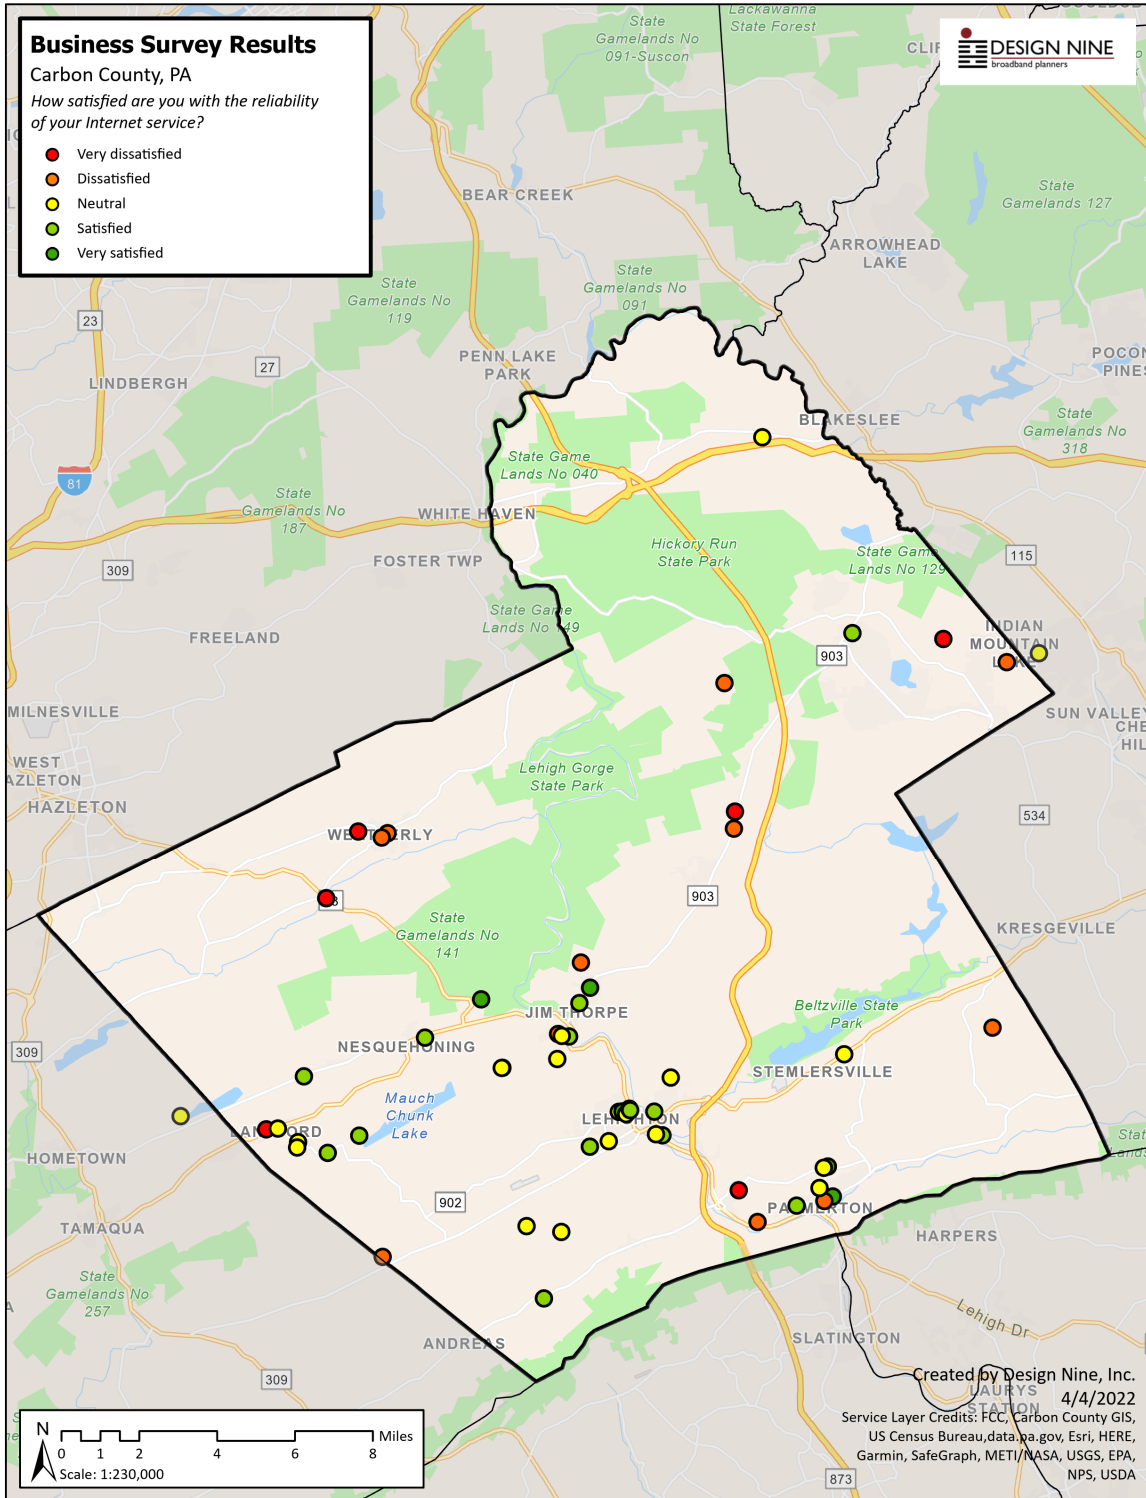 Business Survey Results
Carbon County, PA
How satisfied are you with the reliability
of your Internet service?
Very dissatisfied
Dissatisfied
Neutral
Satisfied
Very satisfied
DESIGN NINE
broadband planners
Lackawanna
State Forest
State
Gamelands No
091-Suscon
BEAR CREEK
State
Gamelands 127
ARROWHEAD
LAKE
State
Gamelands No
091
State
Gamelands No
119
23
27
LINDBERGH
PENN LAKE
PARK
POCON
PINES
BLAKESLEE
State
Gamelands No
318
State Game
Lands No 040
81
State
Gamelands No
187
WHITE HAVEN
FOSTER TWP
309
Hickory Run
State Park
State Game
Lands No 129
115
State Game
Lands No 149
FREELAND
INDIAN
MOUNTAIN
LAKE
903
MILNESVILLE
SUN VALLEY
WEST
AZLETON
HAZLETON
Lehigh Gorge
State Park
534
WEATHERLY
903
State
Gamelands No
141
KRESGEVILLE
Beltzville State
Park
JIM THORPE
NESQUEHONING
309
STEMLERSVILLE
Mauch
Chunk
Lake
LEHIGHTON
LANSFORD
HOMETOWN
902
PALMERTON
TAMAQUA
HARPERS
State
Gamelands No
257
Lehigh Dr
ANDREAS
SLATINGTON
309
Created by Design Nine, Inc.
LAURYS
STATION
4/4/2022
Service Layer Credits: FCC, Carbon County GIS,
US Census Bureau,data.pa.gov, Esri, HERE,
Garmin, SafeGraph, METI/NASA, USGS, EPA,
NPS, USDA
873
N
0 1 2 4 6 8 Miles
Scale: 1:230,000